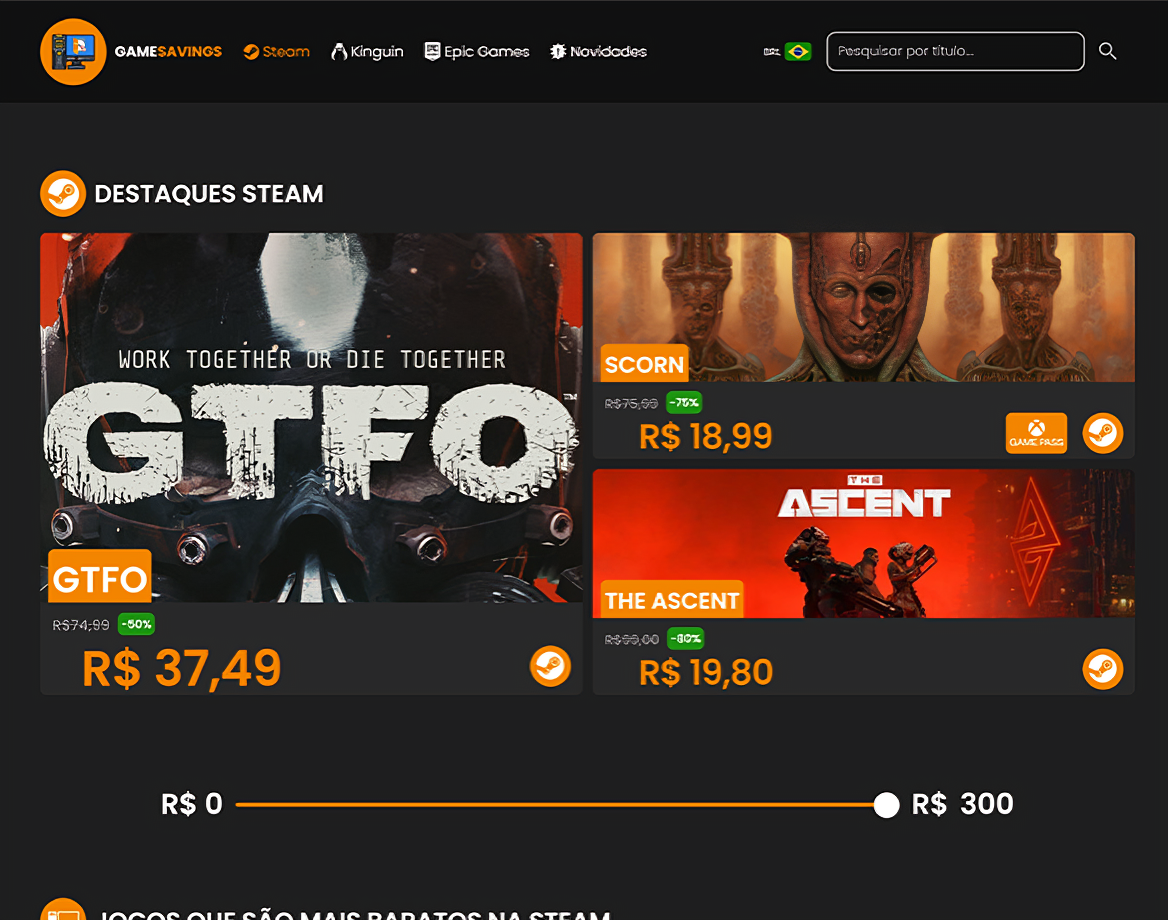 GAME$AVINGS
Steam
Kinguin
Epic Games
Novidades
Pesquisar por título...
DESTAQUES STEAM
WORK TOGETHER OR DIE TOGETHER
GTFO
GTFO
R$74,99
-50%
R$ 37,49
SCORN
R$75,99
-75%
R$ 18,99
GAME PASS
THE
ASCENT
THE ASCENT
R$99,00
-80%
R$ 19,80
R$ 0
R$ 300
JOGOS QUE SÃO MAIS BARATOS NA STEAM